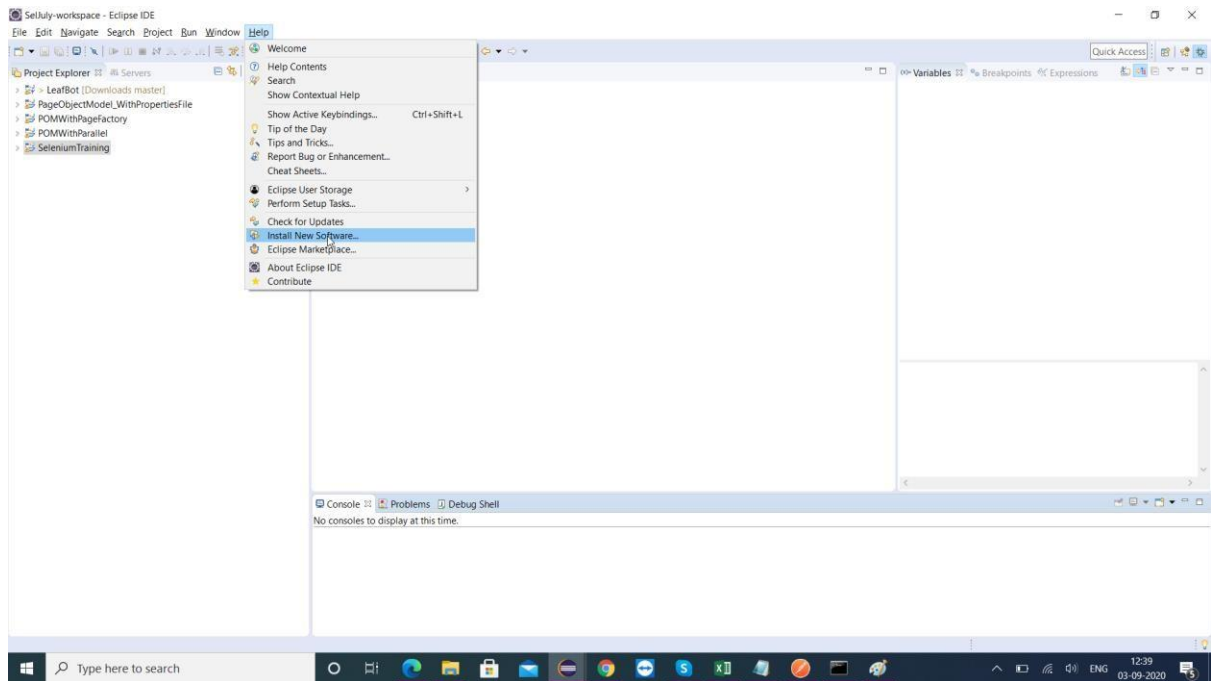 SelJuly-workspace - Eclipse IDE
File Edit Navigate Search Project Run Window Help
Quick Access
Project Explorer Servers
> LeafBot [Downloads master]
PageObjectModel_WithPropertiesFile
POMWithPageFactory
POMWithParallel
SeleniumTraining
Welcome
Help Contents
Search
Show Contextual Help
Show Active Keybindings... Ctrl+Shift+L
Tip of the Day
Tips and Tricks...
Report Bug or Enhancement...
Cheat Sheets...
Eclipse User Storage
Perform Setup Tasks...
Check for Updates
Install New Software...
Eclipse Marketplace...
About Eclipse IDE
Contribute
Variables Breakpoints Expressions
Console Problems Debug Shell
No consoles to display at this time.
Type here to search
ENG
12:39
03-09-2020